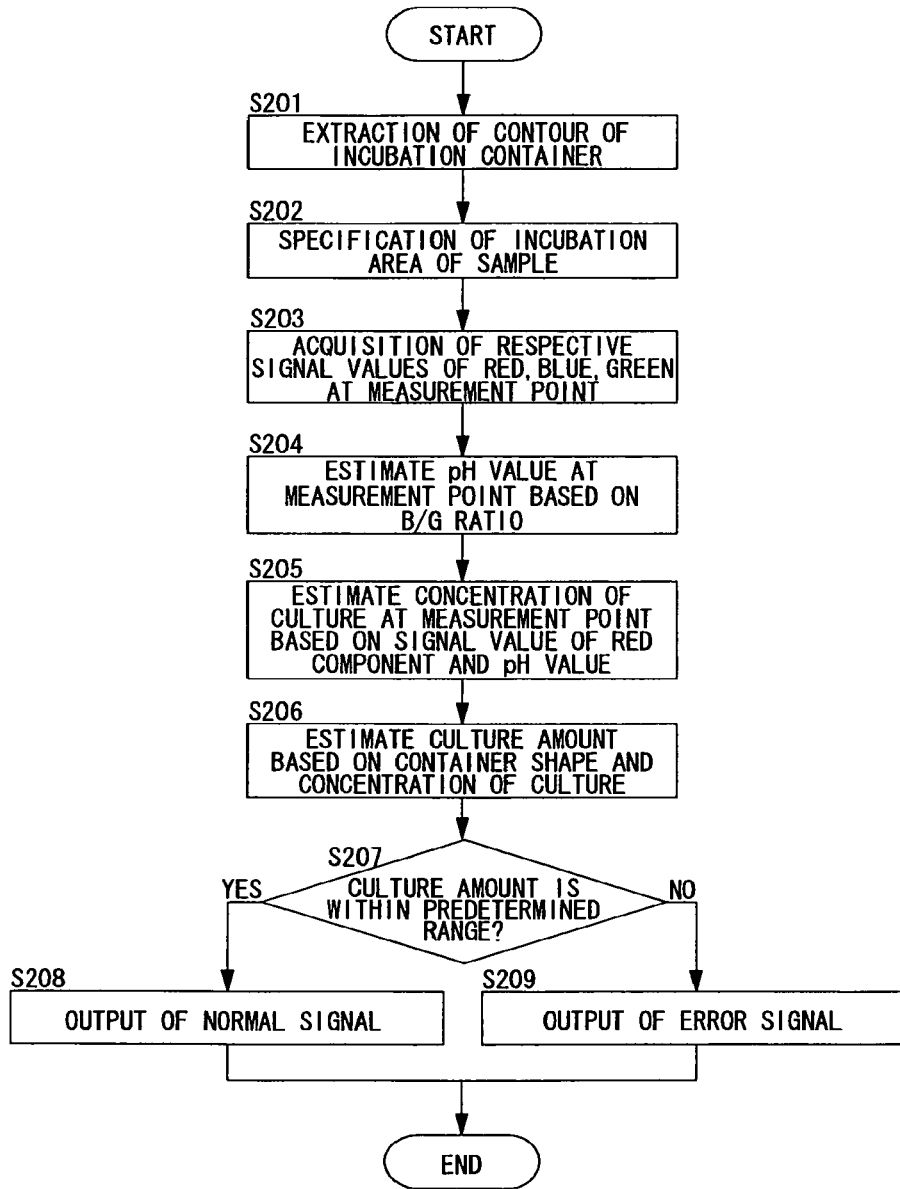 START
S201
EXTRACTION OF CONTOUR OF
INCUBATION CONTAINER
S202
SPECIFICATION OF INCUBATION
AREA OF SAMPLE
S203
ACQUISITION OF RESPECTIVE
SIGNAL VALUES OF RED, BLUE, GREEN
AT MEASUREMENT POINT
S204
ESTIMATE pH VALUE AT
MEASUREMENT POINT BASED ON
B/G RATIO
S205
ESTIMATE CONCENTRATION OF
CULTURE AT MEASUREMENT POINT
BASED ON SIGNAL VALUE OF RED
COMPONENT AND pH VALUE
S206
ESTIMATE CULTURE AMOUNT
BASED ON CONTAINER SHAPE AND
CONCENTRATION OF CULTURE
S207
YES
NO
CULTURE AMOUNT IS
WITHIN PREDETERMINED
RANGE?
S208
OUTPUT OF NORMAL SIGNAL
S209
OUTPUT OF ERROR SIGNAL
END